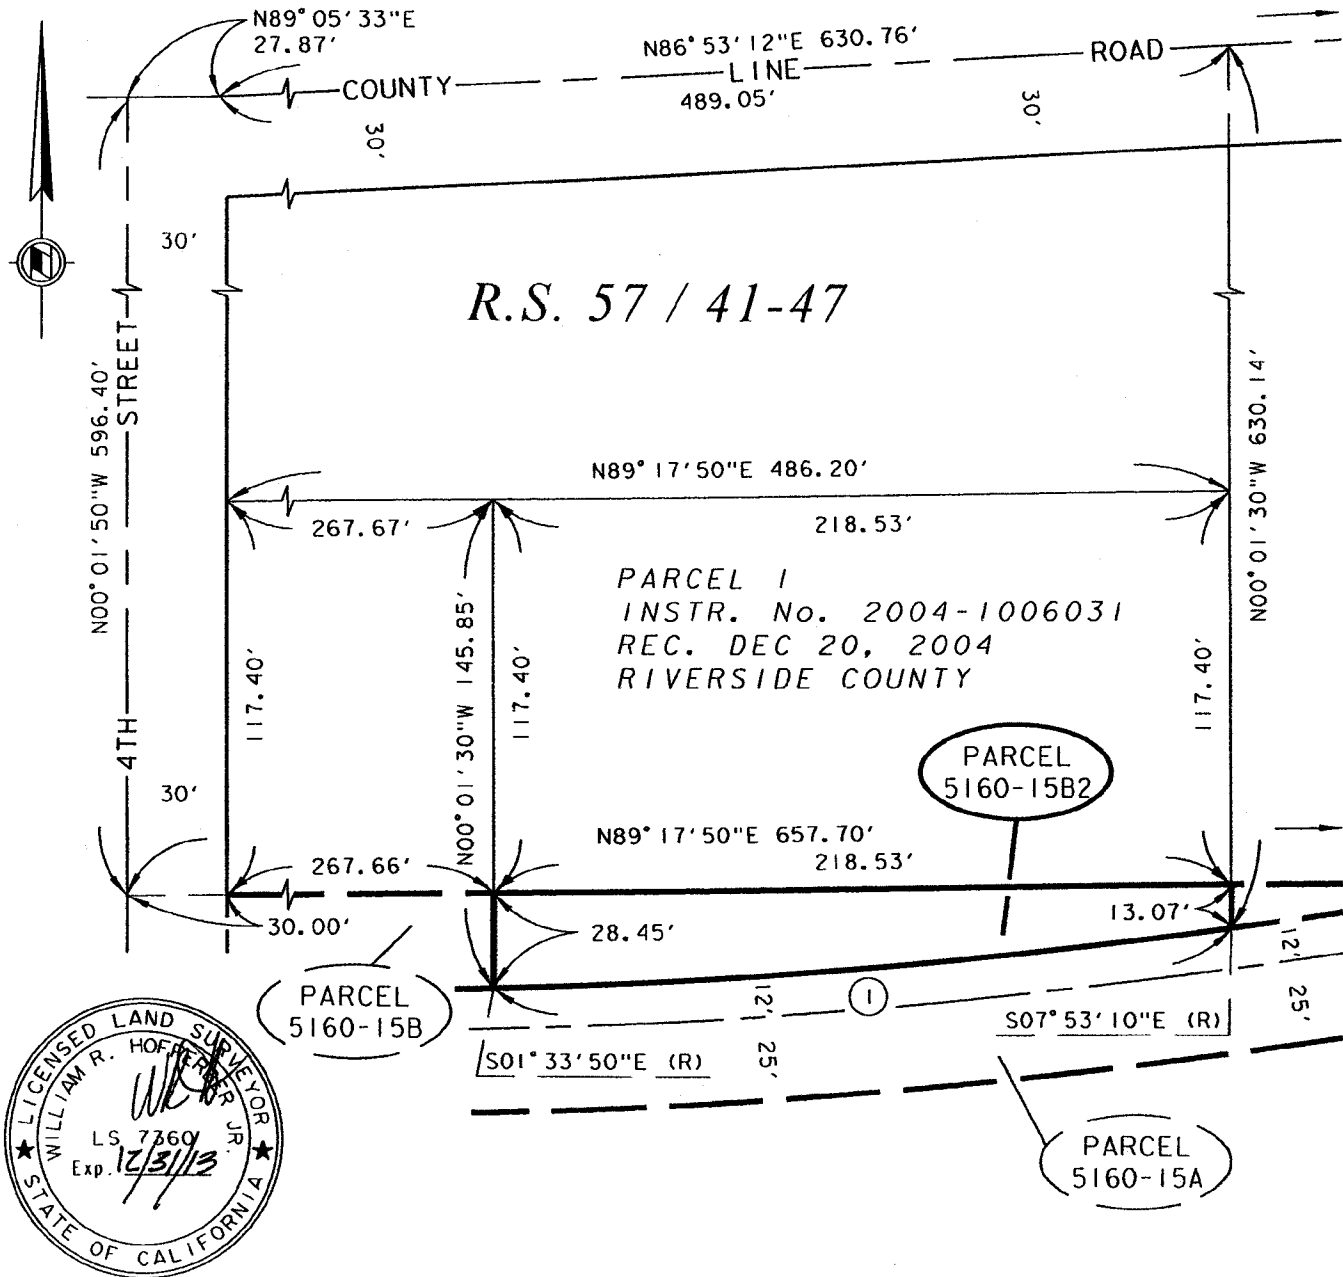 N89°05'33"E
27.87'
N86°53'12"E 630.76'
COUNTY LINE ROAD
489.05'
30'
30'
30'
R.S. 57 / 41-47
N00°01'50"W 596.40'
4TH STREET
N00°01'30"W 630.14'
N89°17'50"E 486.20'
267.67'
218.53'
PARCEL 1
INSTR. No. 2004-1006031
REC. DEC 20, 2004
RIVERSIDE COUNTY
117.40'
N00°01'30"W 145.85'
117.40'
117.40'
PARCEL
5160-15B2
30'
N89°17'50"E 657.70'
267.66'
218.53'
30.00'
28.45'
13.07'
12'
25'
PARCEL
5160-15B
12'
25'
1
S01°33'50"E (R)
S07°53'10"E (R)
PARCEL
5160-15A
LICENSED LAND SURVEYOR
WILLIAM R. HOFFERBER JR.
LS 7360
Exp. 12/31/13
STATE OF CALIFORNIA